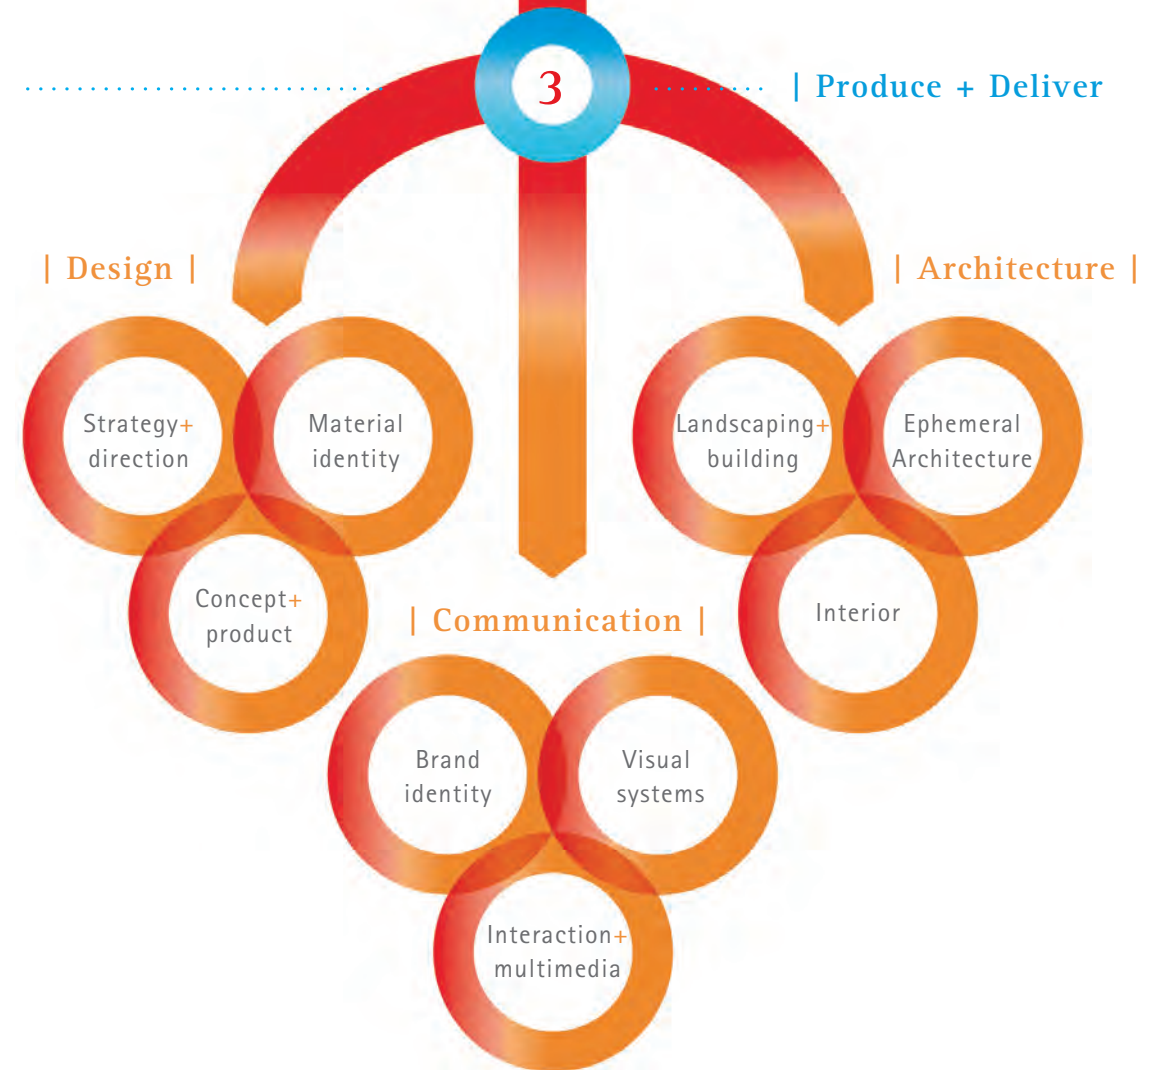 3
| Produce + Deliver
| Design |
| Architecture |
Strategy+
direction
Material
identity
Concept+
product
Landscaping+
building
Ephemeral
Architecture
Interior
| Communication |
Brand
identity
Visual
systems
Interaction+
multimedia